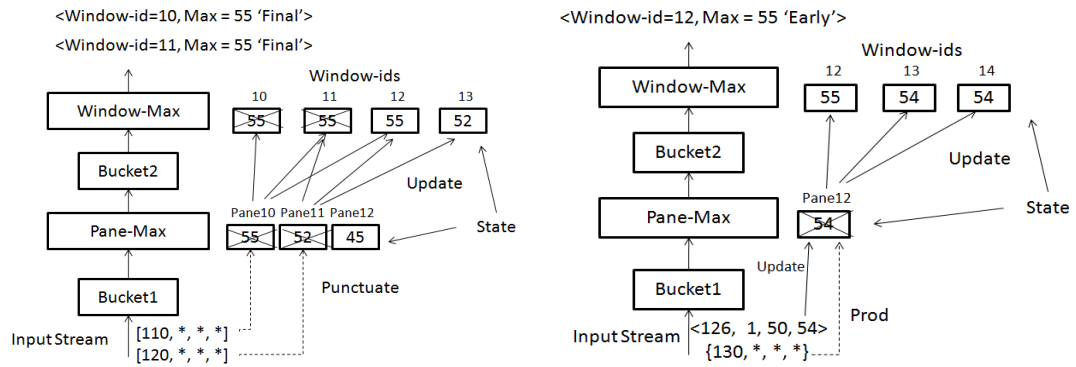 <Window-id=10, Max = 55 ‘Final’>
<Window-id=11, Max = 55 ‘Final’>
Window-ids
10 11 12 13
Window-Max
55 55 55 52
Bucket2
Update
Pane10 Pane11 Pane12
Pane-Max
55 52 45
State
Bucket1
Punctuate
Input Stream
[110, *, *, *]
[120, *, *, *]
<Window-id=12, Max = 55 ‘Early’>
Window-ids
12 13 14
Window-Max
55 54 54
Bucket2
Update
Pane12
Pane-Max
54
State
Update
Bucket1
Prod
Input Stream
<126, 1, 50, 54>
{130, *, *, *}